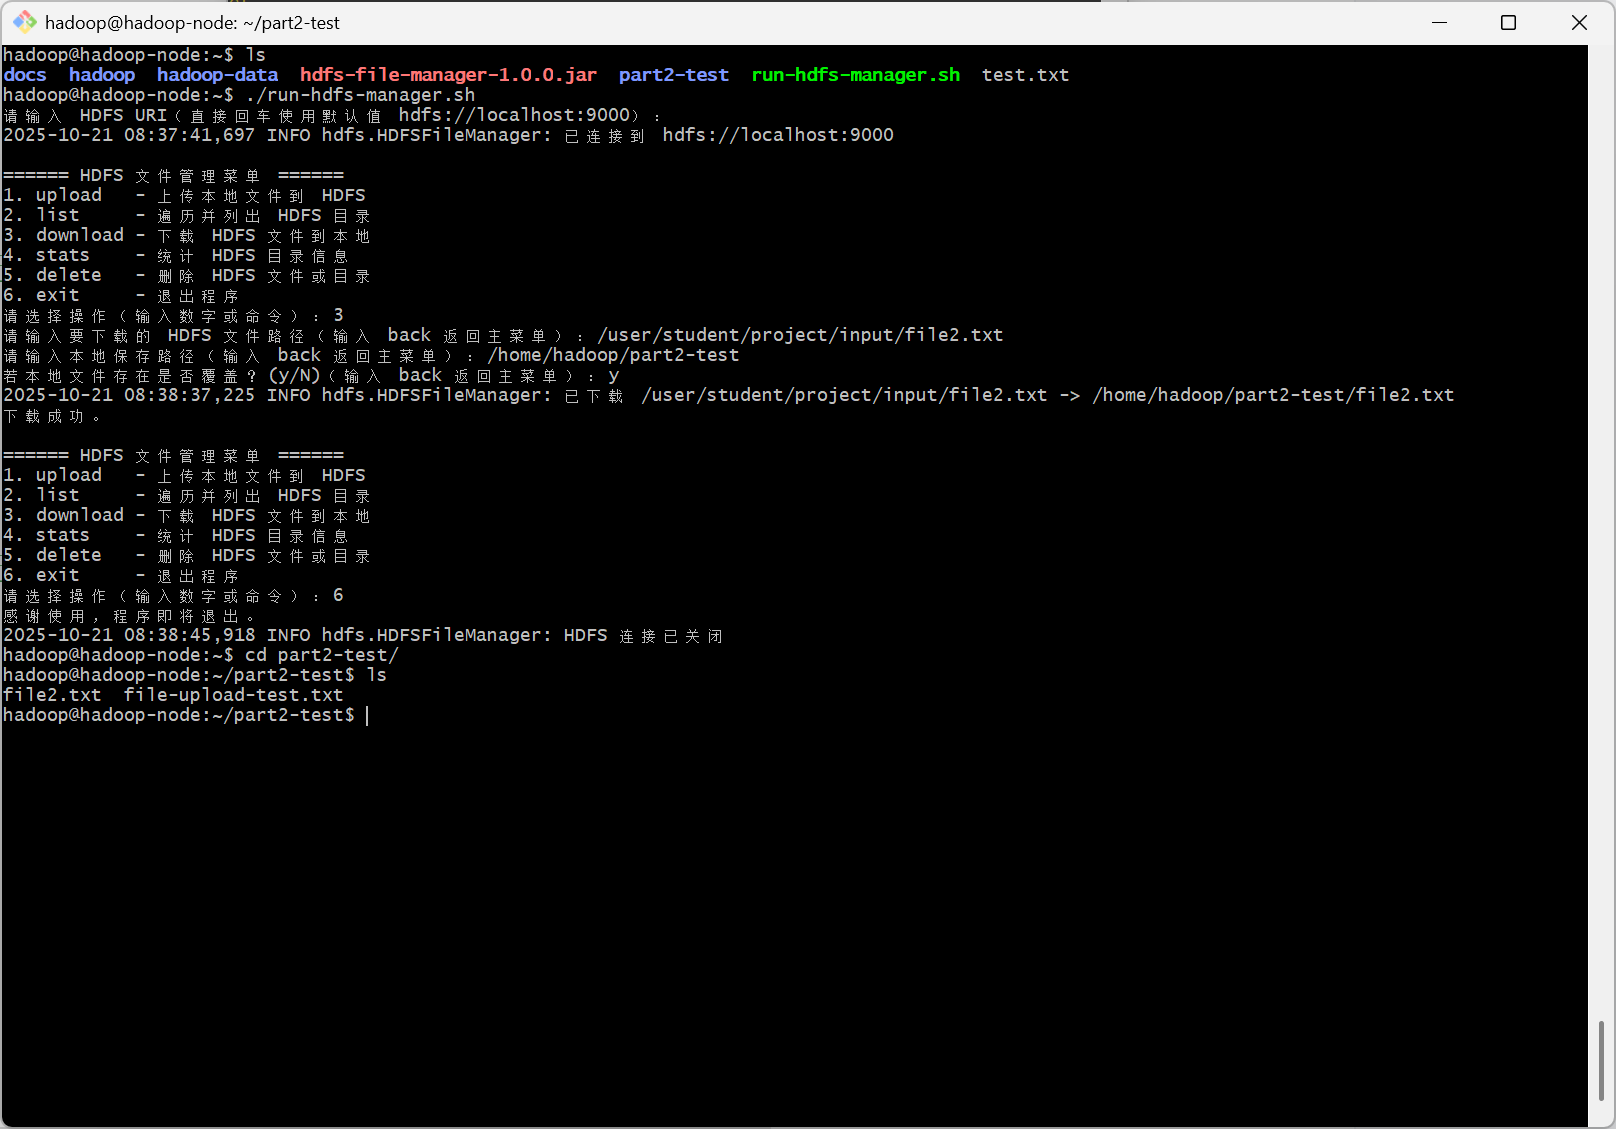 hadoop@hadoop-node: ~/part2-test
hadoop@hadoop-node:~$ ls
docs  hadoop  hadoop-data  hdfs-file-manager-1.0.0.jar  part2-test  run-hdfs-manager.sh  test.txt
hadoop@hadoop-node:~$ ./run-hdfs-manager.sh
请输入 HDFS URI（直接回车使用默认值 hdfs://localhost:9000）：
2025-10-21 08:37:41,697 INFO hdfs.HDFSFileManager: 已连接到 hdfs://localhost:9000
====== HDFS 文件管理菜单 ======
1. upload   - 上传本地文件到 HDFS
2. list     - 遍历并列出 HDFS 目录
3. download - 下载 HDFS 文件到本地
4. stats    - 统计 HDFS 目录信息
5. delete   - 删除 HDFS 文件或目录
6. exit     - 退出程序
请选择操作（输入数字或命令）：3
请输入要下载的 HDFS 文件路径（输入 back 返回主菜单）：/user/student/project/input/file2.txt
请输入本地保存路径（输入 back 返回主菜单）：/home/hadoop/part2-test
若本地文件存在是否覆盖？(y/N)（输入 back 返回主菜单）：y
2025-10-21 08:38:37,225 INFO hdfs.HDFSFileManager: 已下载 /user/student/project/input/file2.txt -> /home/hadoop/part2-test/file2.txt
下载成功。
====== HDFS 文件管理菜单 ======
1. upload   - 上传本地文件到 HDFS
2. list     - 遍历并列出 HDFS 目录
3. download - 下载 HDFS 文件到本地
4. stats    - 统计 HDFS 目录信息
5. delete   - 删除 HDFS 文件或目录
6. exit     - 退出程序
请选择操作（输入数字或命令）：6
感谢使用，程序即将退出。
2025-10-21 08:38:45,918 INFO hdfs.HDFSFileManager: HDFS 连接已关闭
hadoop@hadoop-node:~$ cd part2-test/
hadoop@hadoop-node:~/part2-test$ ls
file2.txt  file-upload-test.txt
hadoop@hadoop-node:~/part2-test$